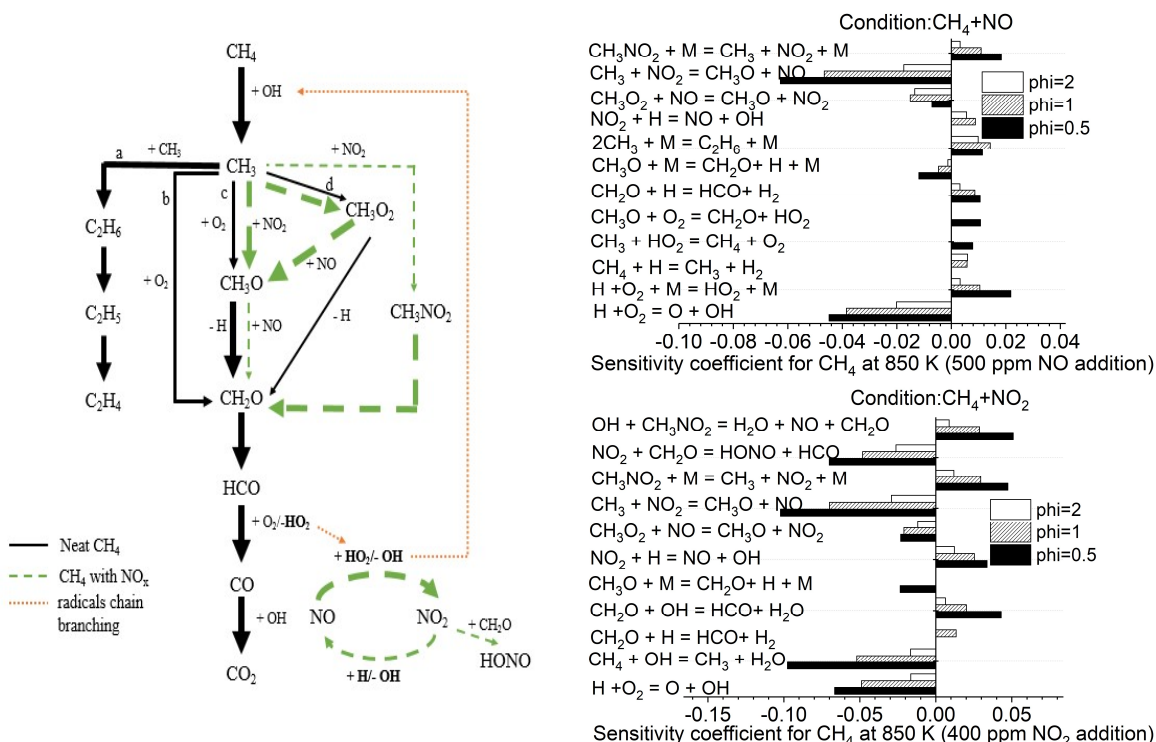 CH₄
+ OH
a
+ CH₃
CH₃
+ NO₂
b
c
d
+ O₂
+ NO₂
CH₃O₂
C₂H₆
+ NO
+ O₂
CH₃O
C₂H₅
- H
+ NO
- H
CH₃NO₂
C₂H₄
CH₂O
HCO
+ O₂/-HO₂
Neat CH₄
CH₄ with NOₓ
radicals chain
branching
+ HO₂/- OH
CO
+ OH
NO
NO₂
+ CH₂O
HONO
+ H/- OH
CO₂
Condition:CH₄+NO
CH₃NO₂ + M = CH₃ + NO₂ + M
CH₃ + NO₂ = CH₃O + NO
CH₃O₂ + NO = CH₃O + NO₂
NO₂ + H = NO + OH
2CH₃ + M = C₂H₆ + M
CH₃O + M = CH₂O+ H + M
CH₂O + H = HCO+ H₂
CH₃O + O₂ = CH₂O+ HO₂
CH₃ + HO₂ = CH₄ + O₂
CH₄ + H = CH₃ + H₂
H +O₂ + M = HO₂ + M
H +O₂ = O + OH
phi=2
phi=1
phi=0.5
-0.10 -0.08 -0.06 -0.04 -0.02 0.00 0.02 0.04
Sensitivity coefficient for CH₄ at 850 K (500 ppm NO addition)
Condition:CH₄+NO₂
OH + CH₃NO₂ = H₂O + NO + CH₂O
NO₂ + CH₂O = HONO + HCO
CH₃NO₂ + M = CH₃ + NO₂ + M
CH₃ + NO₂ = CH₃O + NO
CH₃O₂ + NO = CH₃O + NO₂
NO₂ + H = NO + OH
CH₃O + M = CH₂O+ H + M
CH₂O + OH = HCO+ H₂O
CH₂O + H = HCO+ H₂
CH₄ + OH = CH₃ + H₂O
H +O₂ = O + OH
phi=2
phi=1
phi=0.5
-0.15 -0.10 -0.05 0.00 0.05
Sensitivity coefficient for CH₄ at 850 K (400 ppm NO₂ addition)